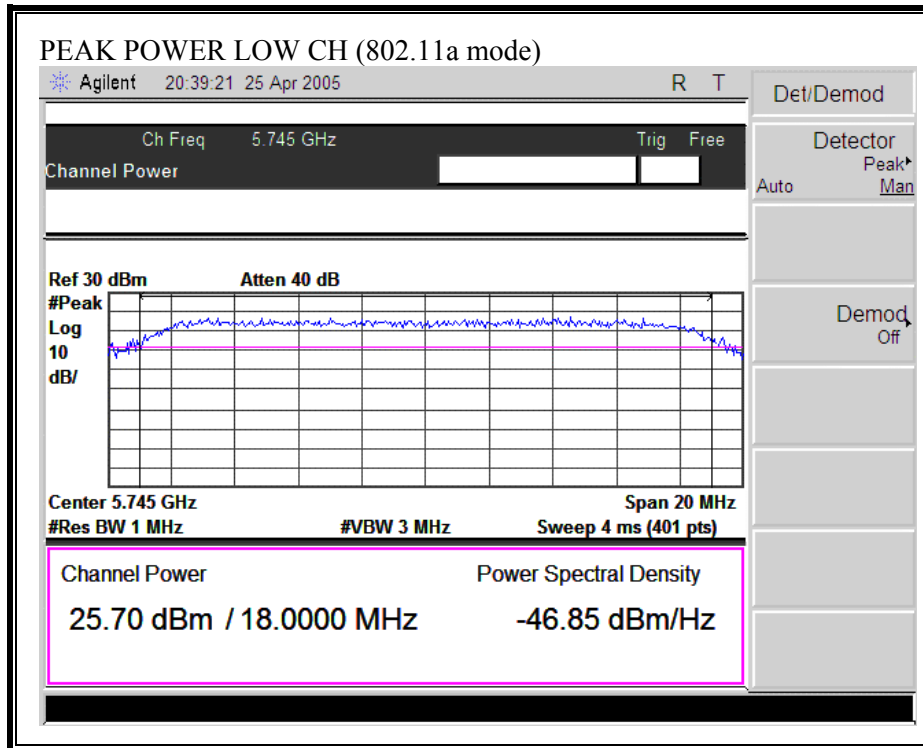 PEAK POWER LOW CH (802.11a mode)
Agilent 20:39:21 25 Apr 2005 R T
Det/Demod
Ch Freq 5.745 GHz Trig Free
Channel Power
Detector
Peak
Auto Man
Ref 30 dBm Atten 40 dB
#Peak
Log
10
dB/
Demod
Off
Center 5.745 GHz Span 20 MHz
#Res BW 1 MHz #VBW 3 MHz Sweep 4 ms (401 pts)
Channel Power Power Spectral Density
25.70 dBm / 18.0000 MHz -46.85 dBm/Hz